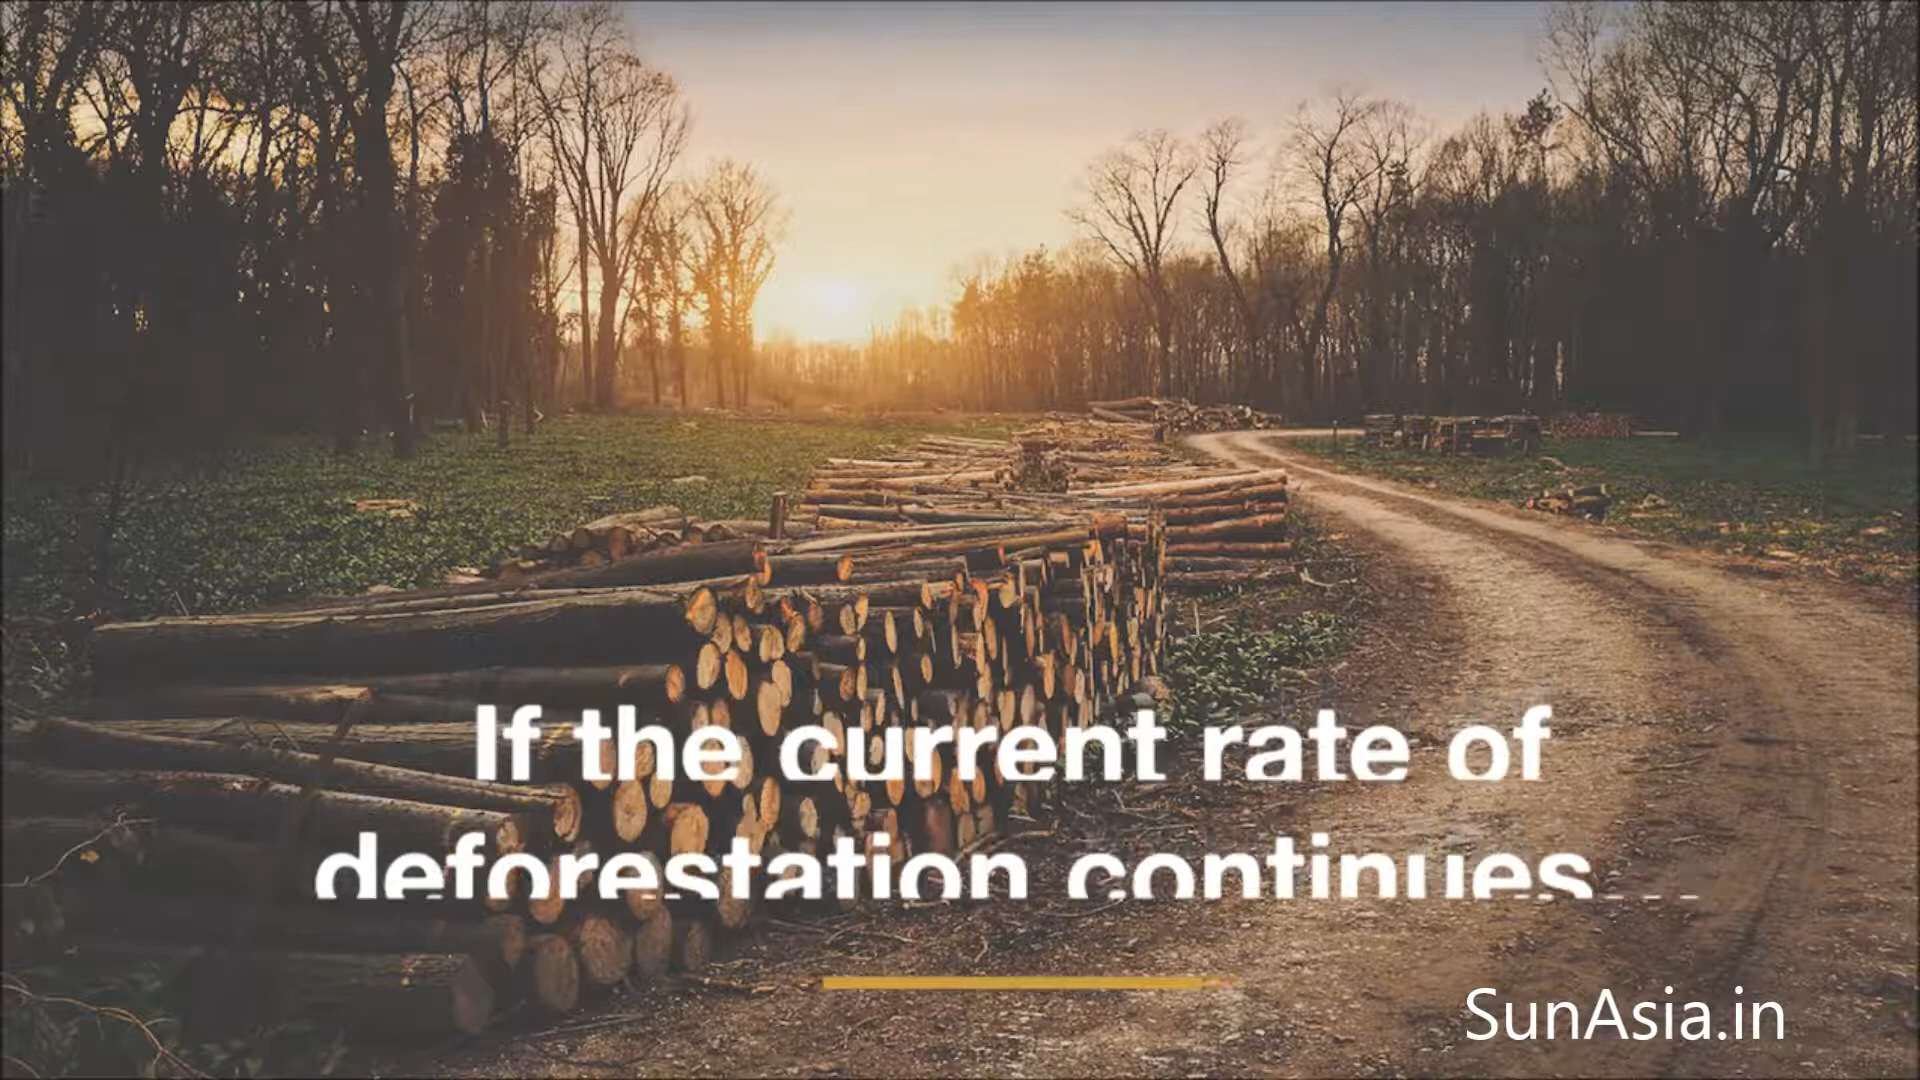 If the current rate of
deforestation continues...
SunAsia.in